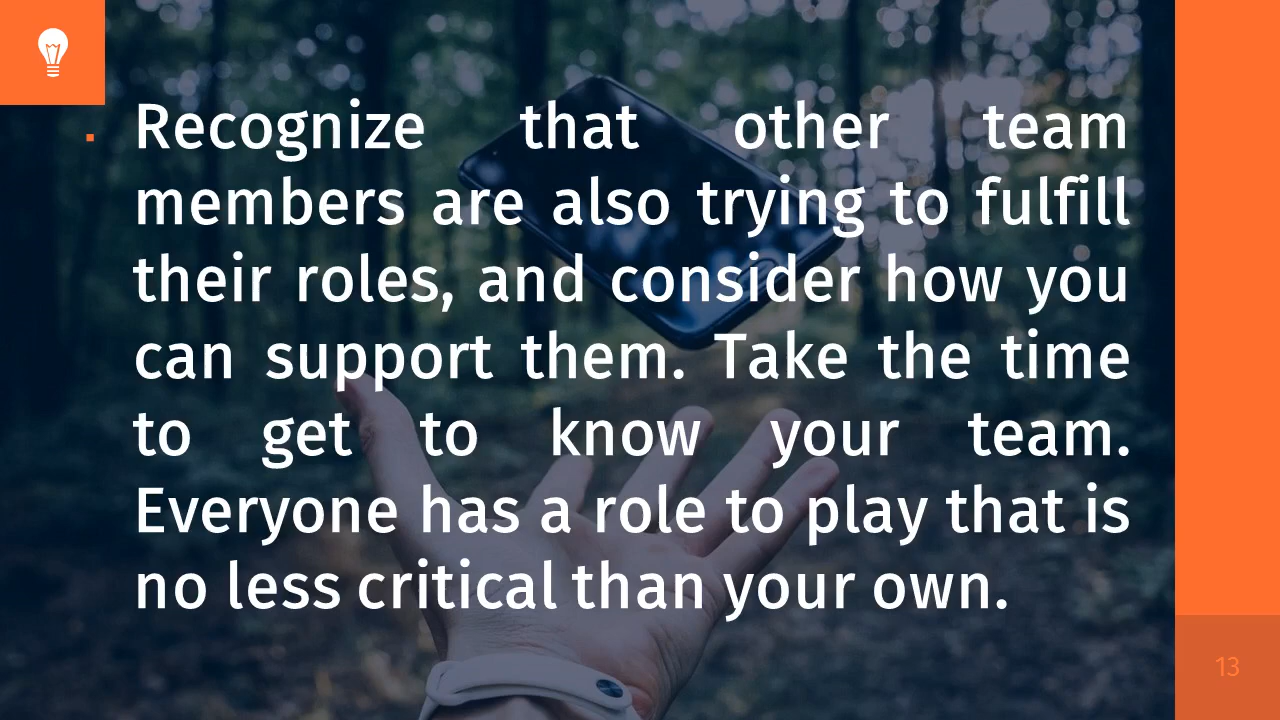 Recognize that other team
members are also trying to fulfill
their roles, and consider how you
can support them. Take the time
to get to know your team.
Everyone has a role to play that is
no less critical than your own.
13